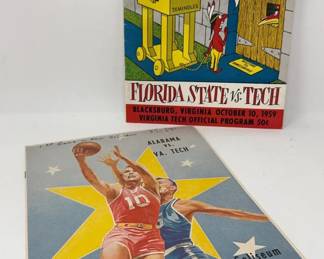 SEMINOLES
FLORIDA STATE vs. TECH
BLACKSBURG, VIRGINIA OCTOBER 10, 1959
VIRGINIA TECH OFFICIAL PROGRAM 50¢
ALABAMA
VS.
VA. TECH
10
Coliseum